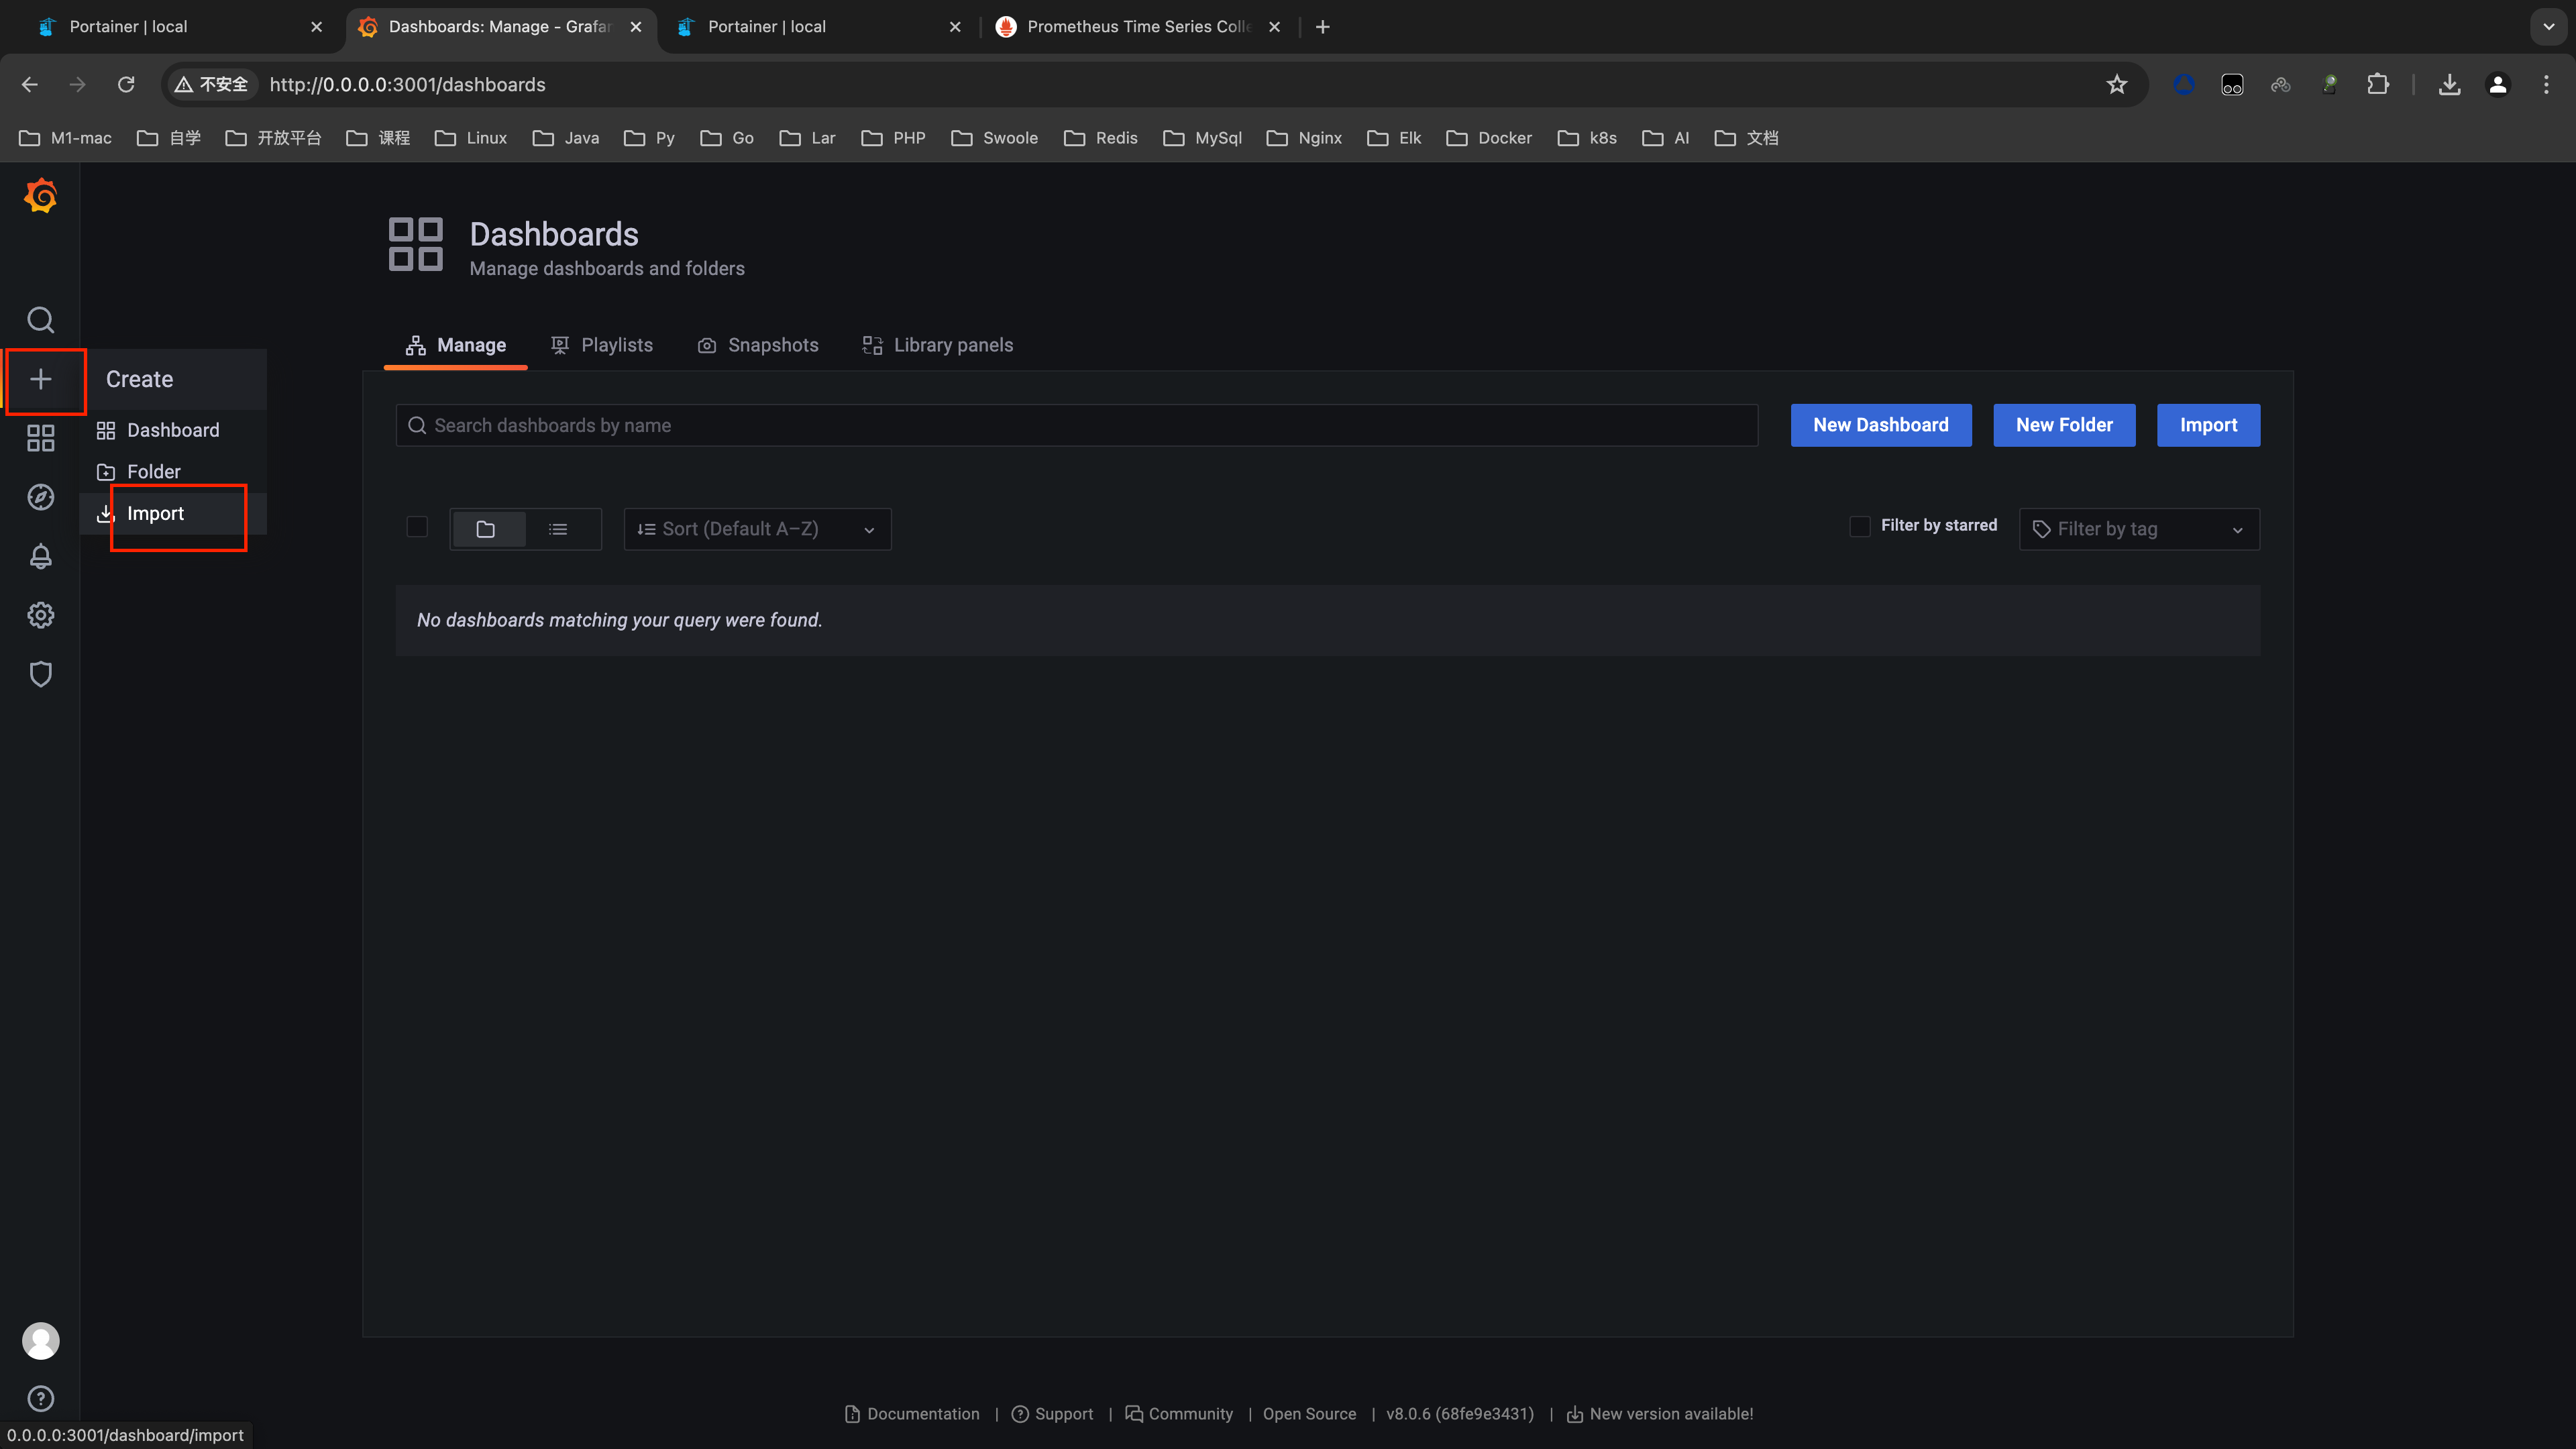 Portainer | local
Dashboards: Manage - Grafan
Portainer | local
Prometheus Time Series Colle
不安全
http://0.0.0.0:3001/dashboards
M1-mac
自学
开放平台
课程
Linux
Java
Py
Go
Lar
PHP
Swoole
Redis
MySql
Nginx
Elk
Docker
k8s
AI
文档
Dashboards
Manage dashboards and folders
Manage
Playlists
Snapshots
Library panels
Create
Dashboard
Folder
Import
Search dashboards by name
New Dashboard
New Folder
Import
Sort (Default A–Z)
Filter by starred
Filter by tag
No dashboards matching your query were found.
Documentation | Support | Community | Open Source | v8.0.6 (68fe9e3431) | New version available!
0.0.0.0:3001/dashboard/import